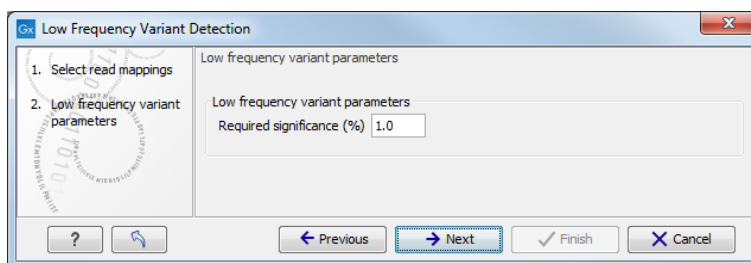 Gx Low Frequency Variant Detection
1. Select read mappings
2. Low frequency variant
parameters
Low frequency variant parameters
Low frequency variant parameters
Required significance (%) 1.0
? Previous Next Finish Cancel